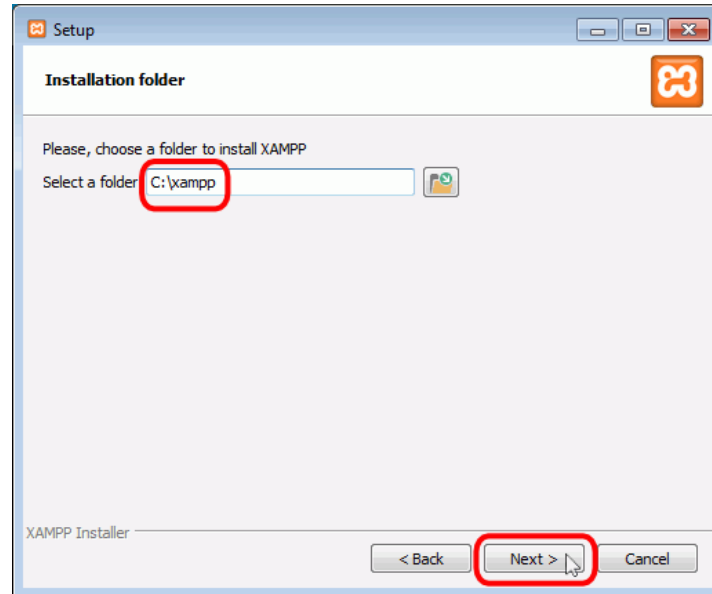 Setup
Installation folder
Please, choose a folder to install XAMPP
Select a folder C:\xampp
XAMPP Installer
< Back Next > Cancel